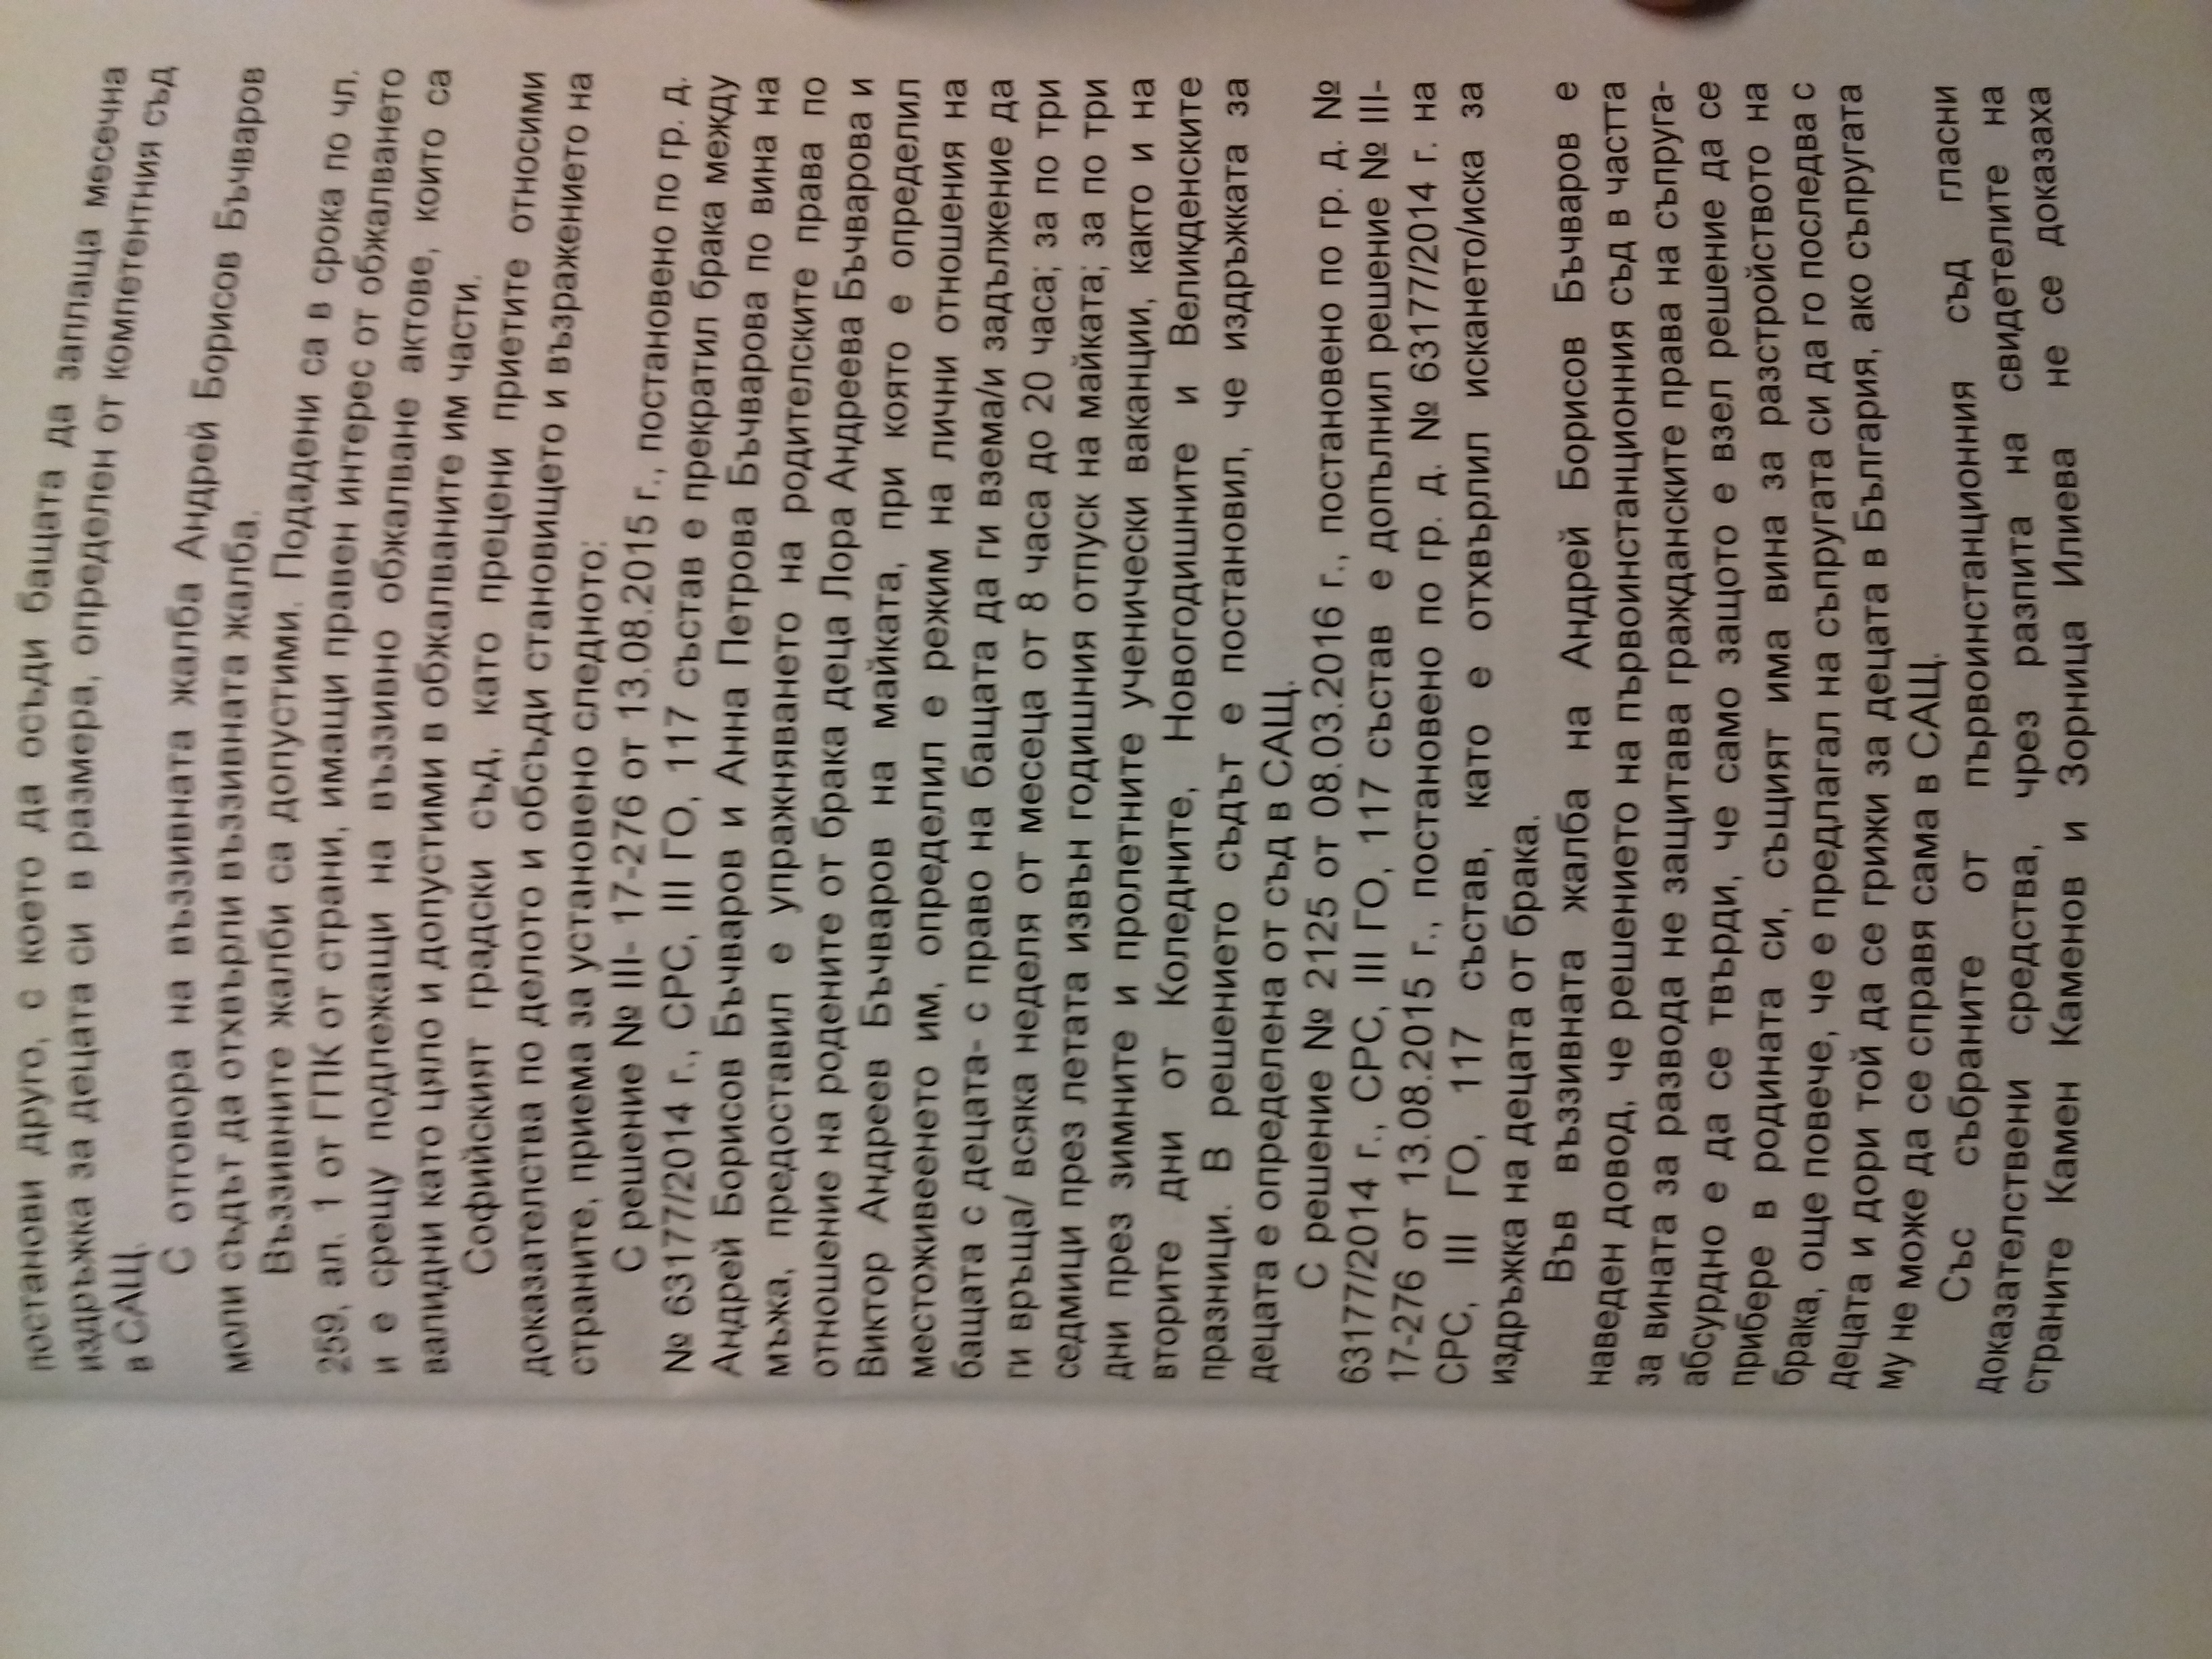 постанови друго, с което да осъди бащата да заплаща месечна
издръжка за децата си в размера, определен от компетентния съд
в САЩ.
С отговора на въззивната жалба Андрей Борисов Бъчваров
моли съдът да отхвърли въззивната жалба.
Въззивните жалби са допустими. Подадени са в срока по чл.
259, ал. 1 от ГПК от страни, имащи правен интерес от обжалването
и е срещу подлежащи на въззивно обжалване актове, които са
валидни като цяло и допустими в обжалваните им части.
Софийският градски съд, като прецени приетите относими
доказателства по делото и обсъди становището и възражението на
страните, приема за установено следното:
С решение № III- 17-276 от 13.08.2015 г., постановено по гр. д.
№ 63177/2014 г., СРС, III ГО, 117 състав е прекратил брака между
Андрей Борисов Бъчваров и Анна Петрова Бъчварова по вина на
мъжа, предоставил е упражняването на родителските права по
отношение на родените от брака деца Лора Андреева Бъчварова и
Виктор Андреев Бъчваров на майката, при която е определил
местоживеенето им, определил е режим на лични отношения на
бащата с децата- с право на бащата да ги взема/и задължение да
ги връща/ всяка неделя от месеца от 8 часа до 20 часа; за по три
седмици през летата извън годишния отпуск на майката; за по три
дни през зимните и пролетните ученически ваканции, както и на
вторите дни от Коледните, Новогодишните и Великденските
празници. В решението съдът е постановил, че издръжката за
децата е определена от съд в САЩ.
С решение № 2125 от 08.03.2016 г., постановено по гр. д. №
63177/2014 г., СРС, III ГО, 117 състав е допълнил решение № III-
17-276 от 13.08.2015 г., постановено по гр. д. № 63177/2014 г. на
СРС, III ГО, 117 състав, като е отхвърлил искането/иска за
издръжка на децата от брака.
Във въззивната жалба на Андрей Борисов Бъчваров е
наведен довод, че решението на първоинстанционния съд в частта
за вината за развода не защитава гражданските права на съпруга-
абсурдно е да се твърди, че само защото е взел решение да се
прибере в родината си, същият има вина за разстройството на
брака, още повече, че е предлагал на съпругата си да го последва с
децата и дори той да се грижи за децата в България, ако съпругата
му не може да се справя сама в САЩ.
Със събраните от първоинстанционния съд гласни
доказателствени средства, чрез разпита на свидетелите на
страните Камен Каменов и Зорница Илиева не се доказаха